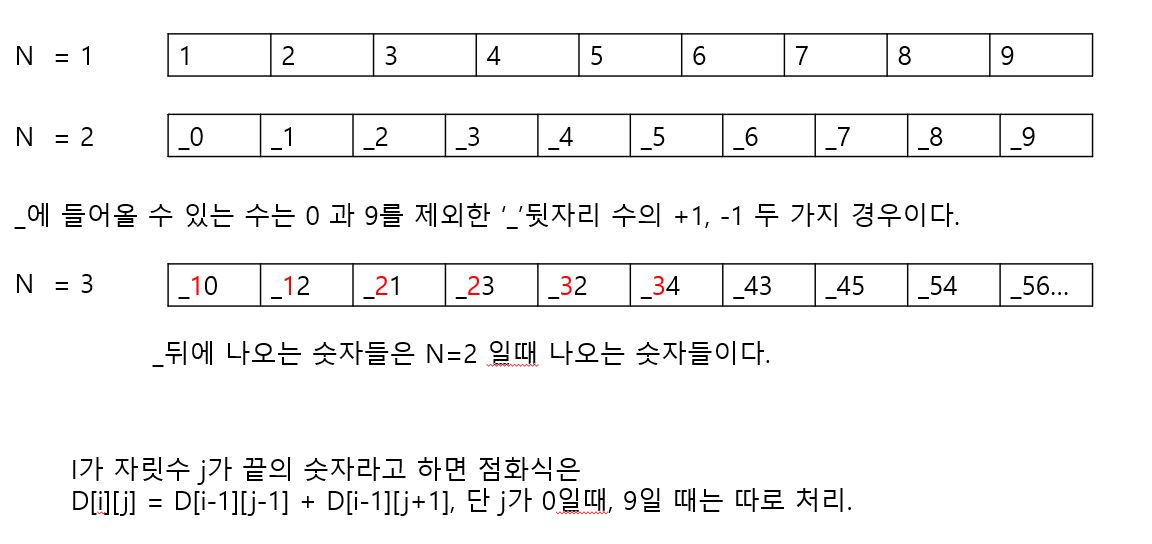 N = 1 1 2 3 4 5 6 7 8 9
N = 2 _0 _1 _2 _3 _4 _5 _6 _7 _8 _9
_에 들어올 수 있는 수는 0 과 9를 제외한 ‘_’뒷자리 수의 +1, -1 두 가지 경우이다.
N = 3 _10 _12 _21 _23 _32 _34 _43 _45 _54 _56...
_뒤에 나오는 숫자들은 N=2 일때 나오는 숫자들이다.
I가 자릿수 j가 끝의 숫자라고 하면 점화식은
D[i][j] = D[i-1][j-1] + D[i-1][j+1], 단 j가 0일때, 9일 때는 따로 처리.